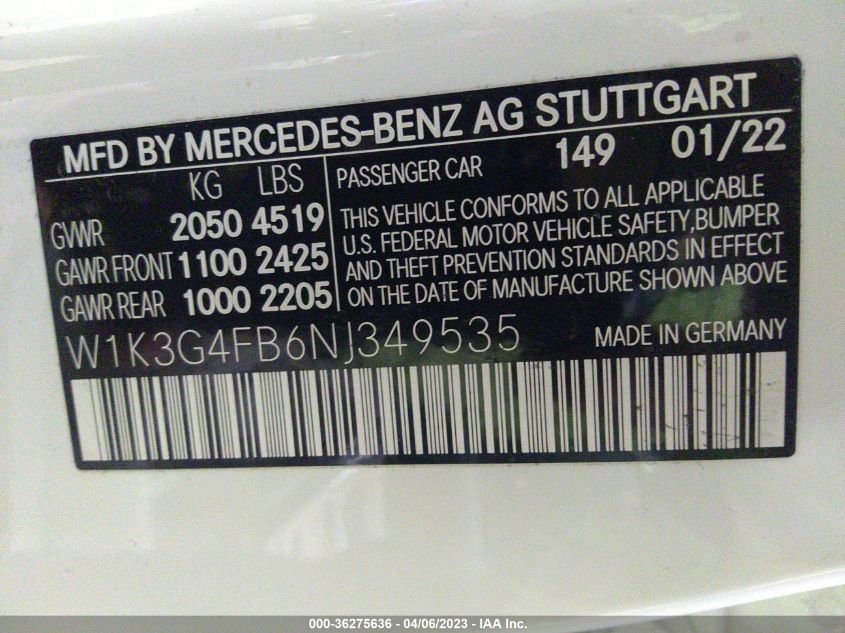 MFD BY MERCEDES-BENZ AG STUTTGART
KG LBS
GVWR 2050 4519
GAWR FRONT 1100 2425
GAWR REAR 1000 2205
PASSENGER CAR 149 01/22
THIS VEHICLE CONFORMS TO ALL APPLICABLE
U.S. FEDERAL MOTOR VEHICLE SAFETY,BUMPER
AND THEFT PREVENTION STANDARDS IN EFFECT
ON THE DATE OF MANUFACTURE SHOWN ABOVE
W1K3G4FB6NJ349535 MADE IN GERMANY
000-36275636 - 04/06/2023 - IAA Inc.